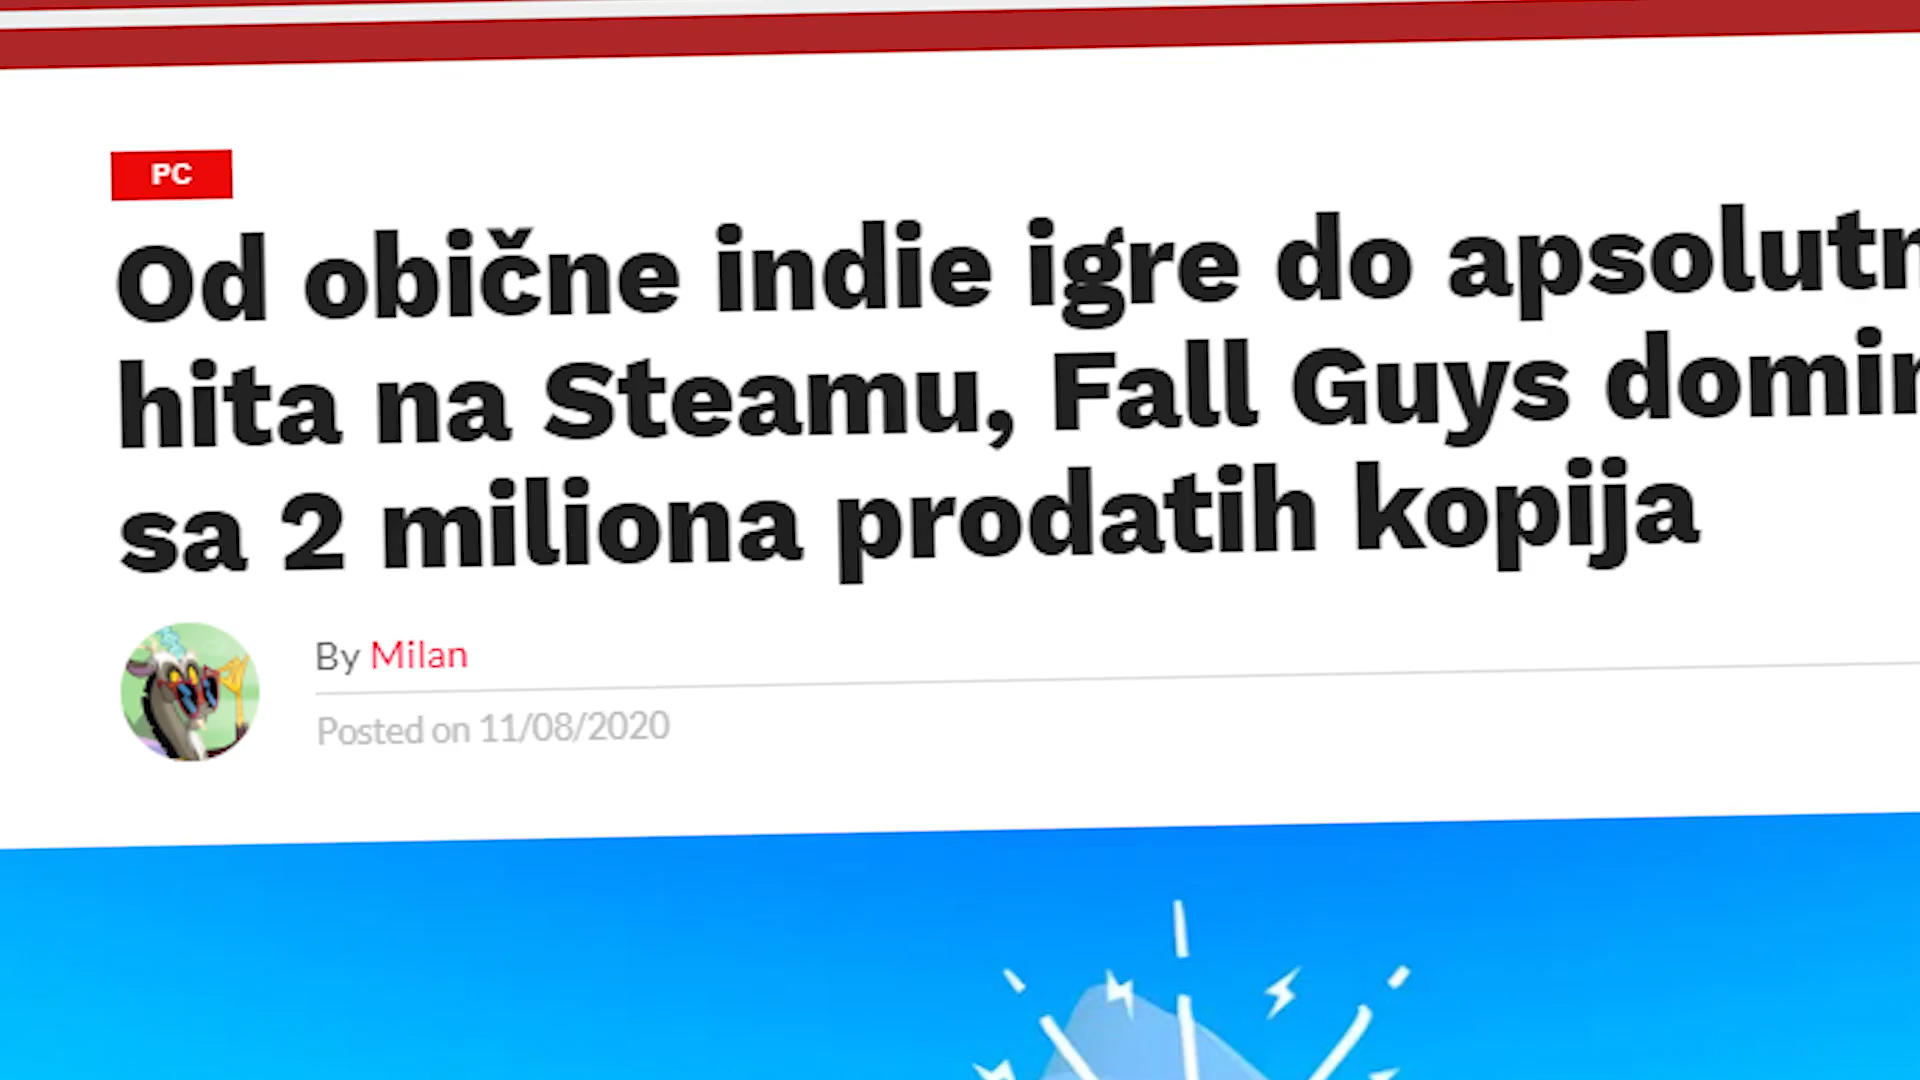 PC
Od obične indie igre do apsolutn
hita na Steamu, Fall Guys domin
sa 2 miliona prodatih kopija
By Milan
Posted on 11/08/2020